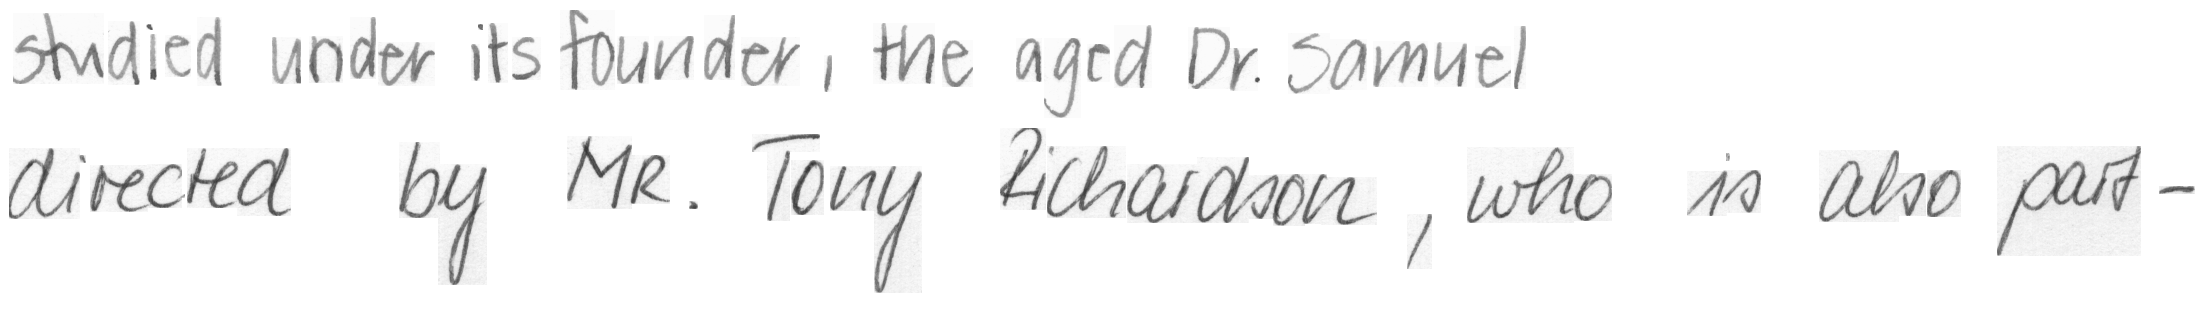 studied under its founder, the aged Dr. Samuel
directed by MR. Tony Richardson, who is also part-